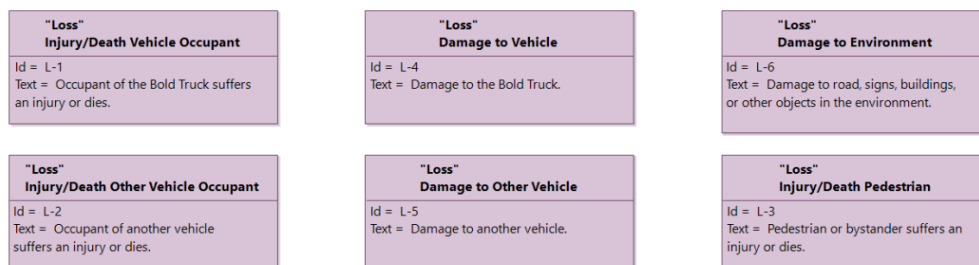 "Loss"
Injury/Death Vehicle Occupant
Id = L-1
Text = Occupant of the Bold Truck suffers
an injury or dies.
"Loss"
Damage to Vehicle
Id = L-4
Text = Damage to the Bold Truck.
"Loss"
Damage to Environment
Id = L-6
Text = Damage to road, signs, buildings,
or other objects in the environment.
"Loss"
Injury/Death Other Vehicle Occupant
Id = L-2
Text = Occupant of another vehicle
suffers an injury or dies.
"Loss"
Damage to Other Vehicle
Id = L-5
Text = Damage to another vehicle.
"Loss"
Injury/Death Pedestrian
Id = L-3
Text = Pedestrian or bystander suffers an
injury or dies.